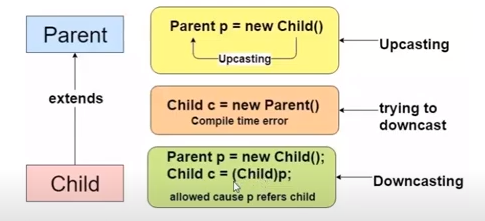 Parent
extends
Child
Parent p = new Child()
Upcasting
Upcasting
Child c = new Parent()
Compile time error
trying to
downcast
Parent p = new Child();
Child c = (Child)p;
allowed cause p refers child
Downcasting